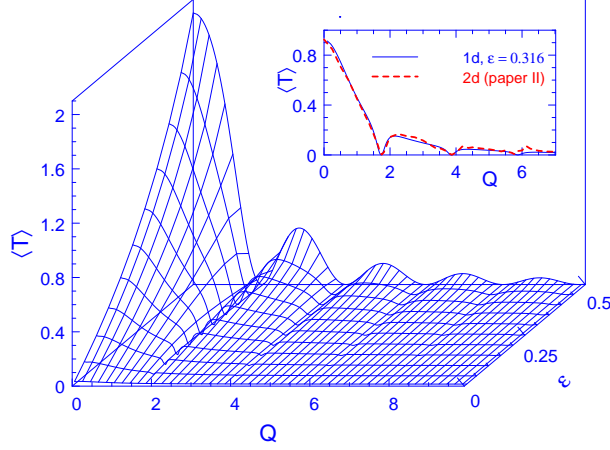 0.8
0.4
0
⟨T⟩
1d, ε = 0.316
2d (paper II)
0 2 4 6
Q
2
1.6
1.2
0.8
0.4
0
⟨T⟩
0 2 4 6 8
Q
0
0.25
0.5
ε